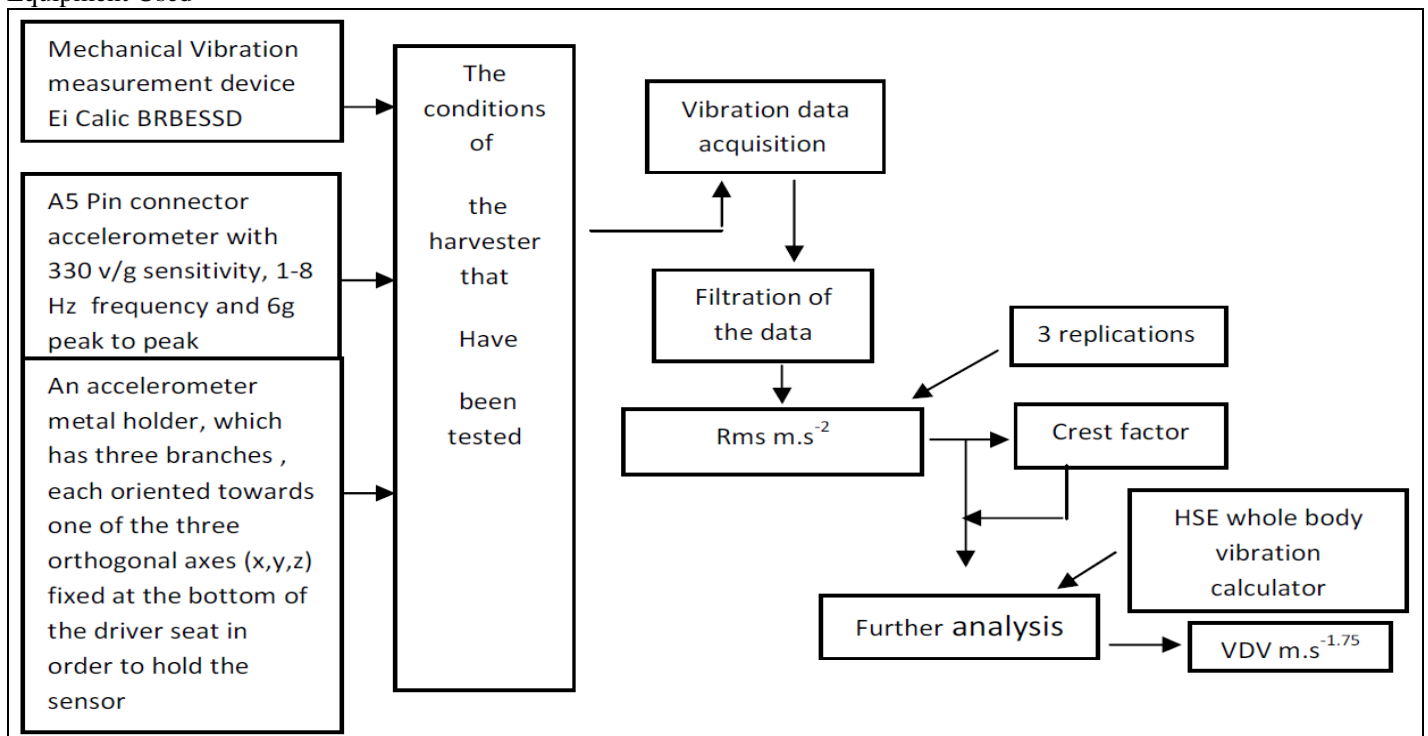 Equipment Used
Mechanical Vibration
measurement device
Ei Calic BRBESSD
A5 Pin connector
accelerometer with
330 v/g sensitivity, 1-8
Hz frequency and 6g
peak to peak
An accelerometer
metal holder, which
has three branches ,
each oriented towards
one of the three
orthogonal axes (x,y,z)
fixed at the bottom of
the driver seat in
order to hold the
sensor
The
conditions
of
the
harvester
that
Have
been
tested
Vibration data
acquisition
Filtration of
the data
3 replications
Rms m.s-2
Crest factor
HSE whole body
vibration
calculator
Further analysis
VDV m.s-1.75